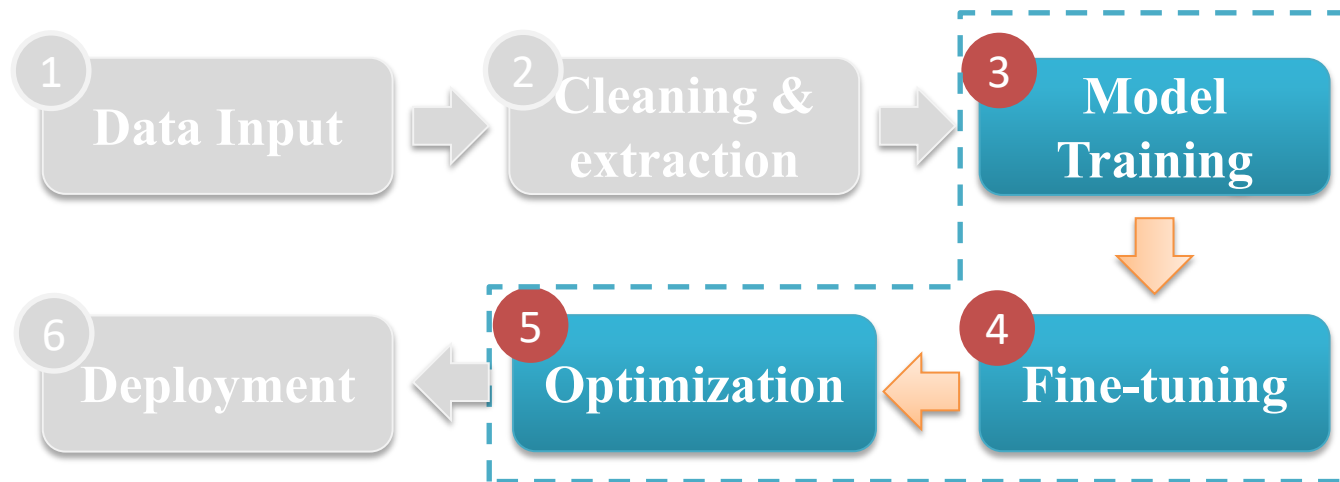 1
Data Input
2
Cleaning &
extraction
3
Model
Training
4
Fine-tuning
5
Optimization
6
Deployment